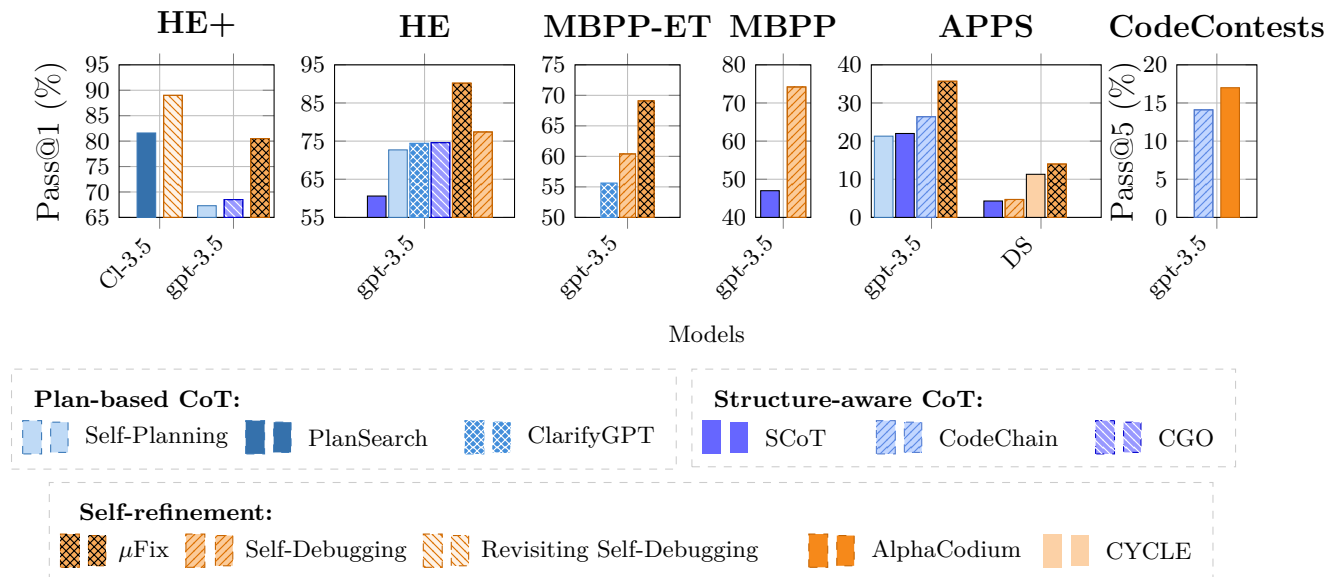 HE+ HE MBPP-ET MBPP APPS CodeContests
Pass@1 (%)
95
90
85
80
75
70
65
Cl-3.5
gpt-3.5
95
85
75
65
55
gpt-3.5
75
70
65
60
55
50
gpt-3.5
80
70
60
50
40
gpt-3.5
40
30
20
10
0
gpt-3.5
DS
Pass@5 (%)
20
15
10
5
0
gpt-3.5
Models
Plan-based CoT:
Self-Planning PlanSearch ClarifyGPT
Structure-aware CoT:
SCoT CodeChain CGO
Self-refinement:
μFix Self-Debugging Revisiting Self-Debugging AlphaCodium CYCLE